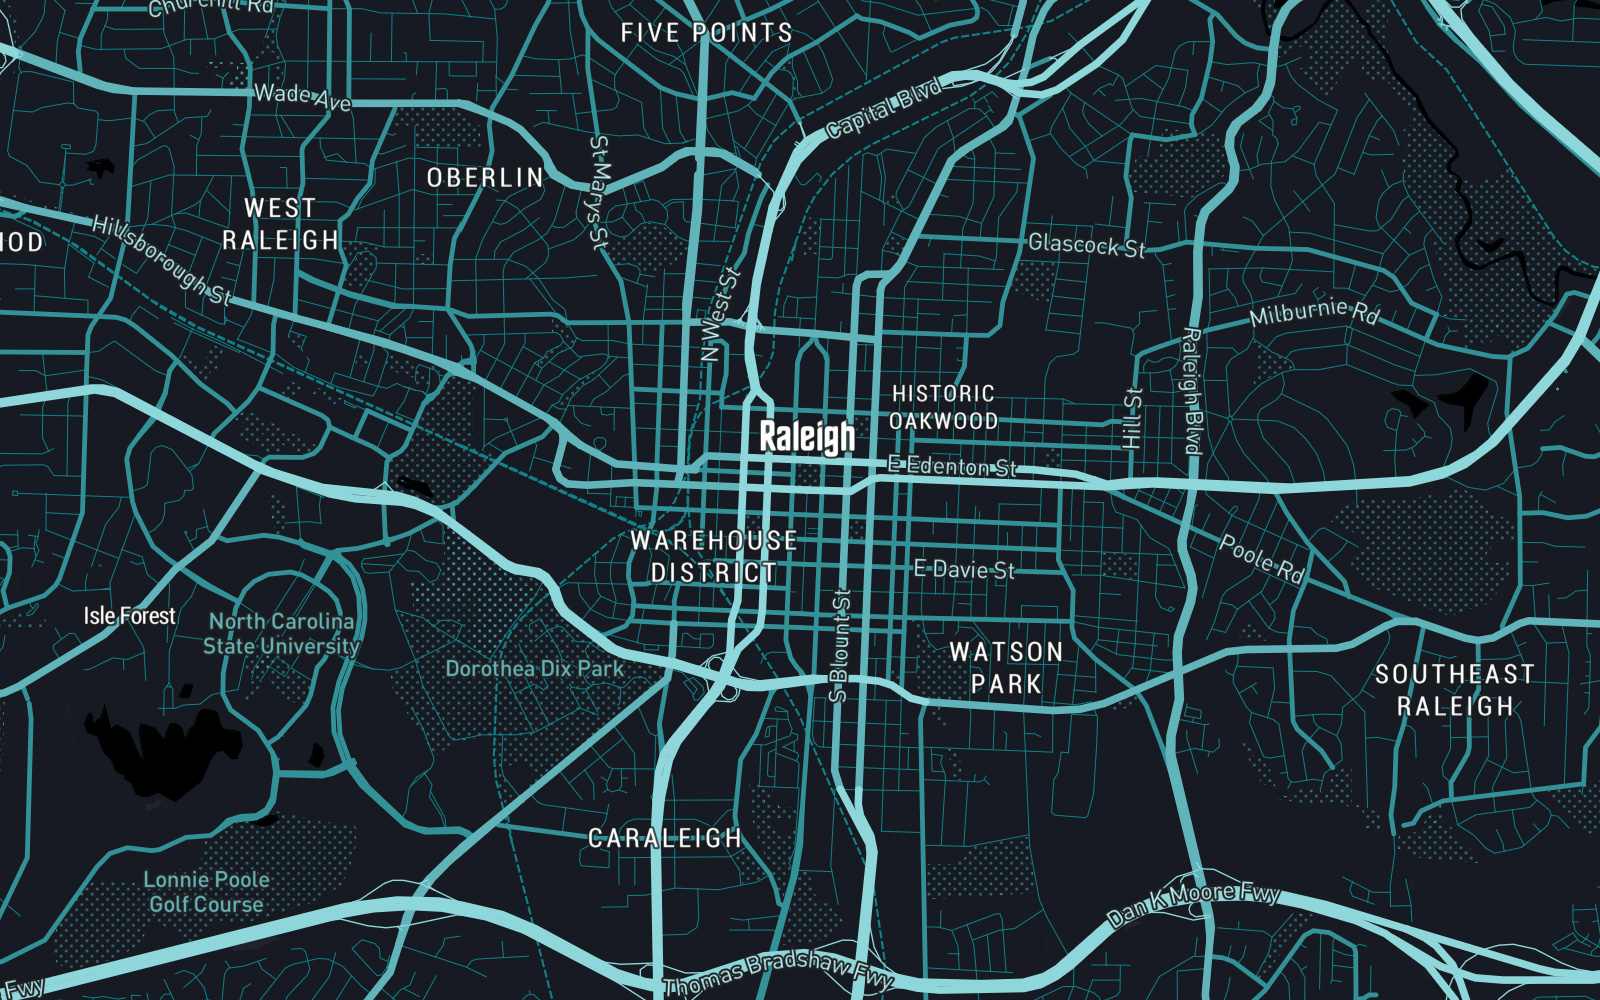 Churchill Rd
FIVE POINTS
Wade Ave
Capital Blvd
St Marys St
OBERLIN
WEST
RALEIGH
OD
Hillsborough St
Glascock St
N West St
Milburnie Rd
Raleigh Blvd
HISTORIC
OAKWOOD
Hill St
Raleigh
E Edenton St
WAREHOUSE
DISTRICT
E Davie St
Poole Rd
Isle Forest
North Carolina
State University
S Blount St
Dorothea Dix Park
WATSON
PARK
SOUTHEAST
RALEIGH
CARALEIGH
Lonnie Poole
Golf Course
Dan K Moore Fwy
Thomas Bradshaw Fwy
Fwy